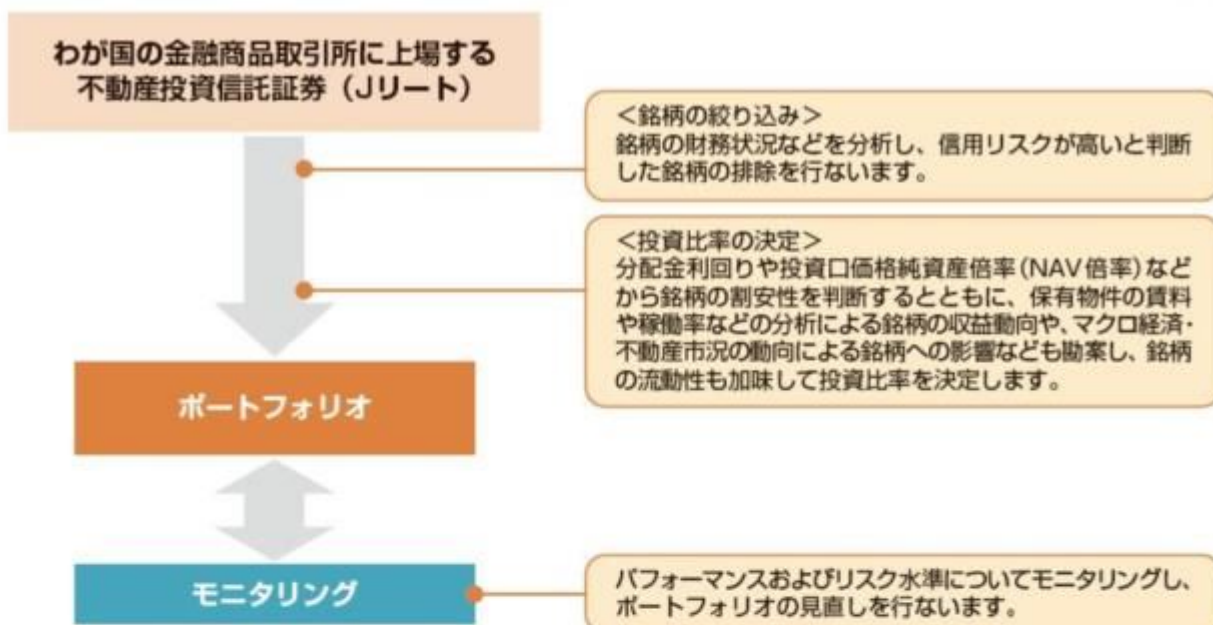 わが国の金融商品取引所に上場する
不動産投資信託証券（Jリート）
＜銘柄の絞り込み＞
銘柄の財務状況などを分析し、信用リスクが高いと判断
した銘柄の排除を行ないます。
＜投資比率の決定＞
分配金利回りや投資口価格純資産倍率（NAV倍率）など
から銘柄の割安性を判断するとともに、保有物件の賃料
や稼働率などの分析による銘柄の収益動向や、マクロ経済・
不動産市況の動向による銘柄への影響なども勘案し、銘柄
の流動性も加味して投資比率を決定します。
ポートフォリオ
モニタリング
パフォーマンスおよびリスク水準についてモニタリングし、
ポートフォリオの見直しを行ないます。